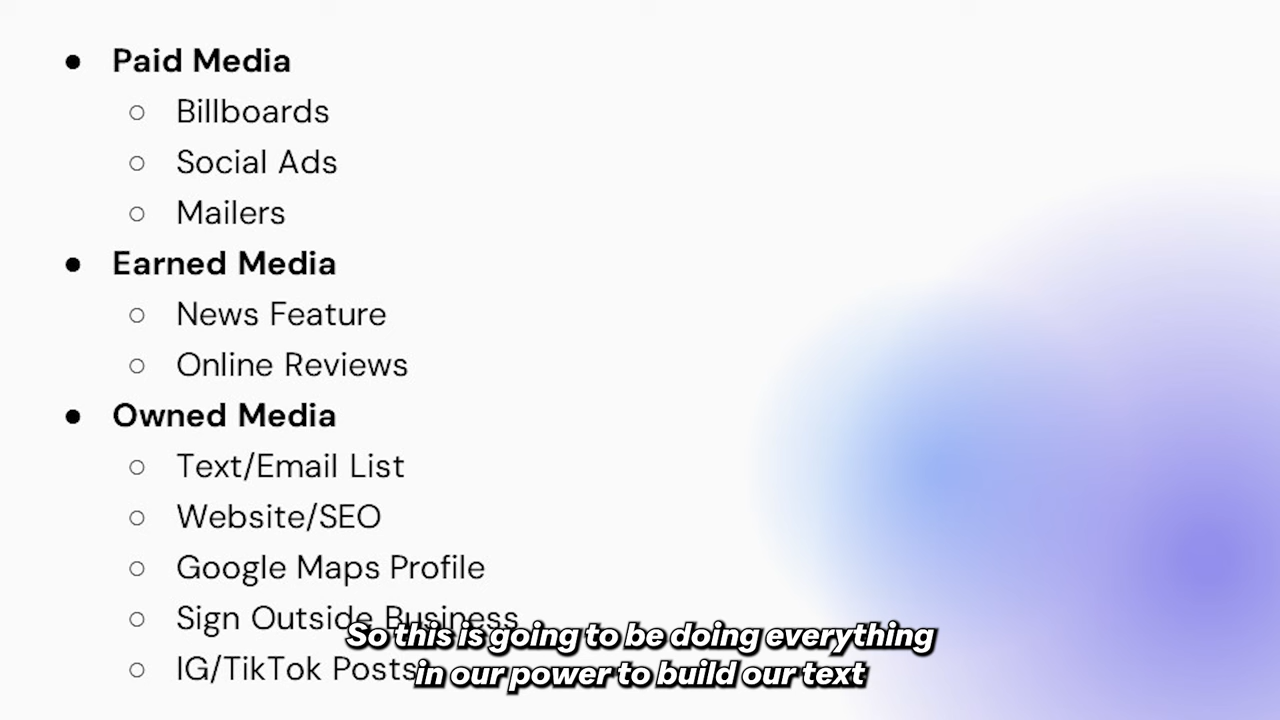 ● Paid Media
○ Billboards
○ Social Ads
○ Mailers
● Earned Media
○ News Feature
○ Online Reviews
● Owned Media
○ Text/Email List
○ Website/SEO
○ Google Maps Profile
○ Sign Outside Business
○ IG/TikTok Posts
So this is going to be doing everything
in our power to build our text